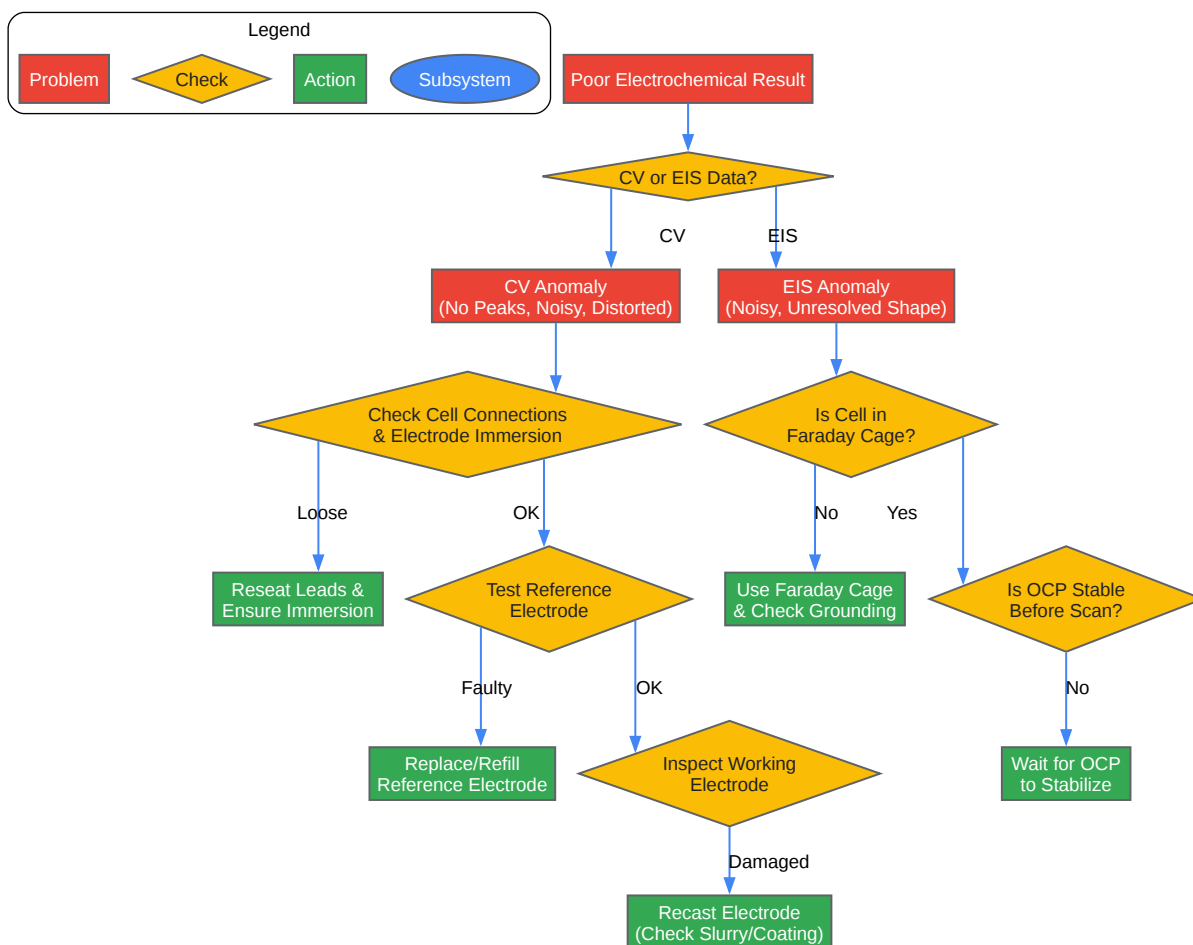 Legend
Problem
Check
Action
Subsystem
Poor Electrochemical Result
CV or EIS Data?
CV
EIS
CV Anomaly
(No Peaks, Noisy, Distorted)
EIS Anomaly
(Noisy, Unresolved Shape)
Check Cell Connections
& Electrode Immersion
Is Cell in
Faraday Cage?
Loose
OK
No
Yes
Reseat Leads &
Ensure Immersion
Test Reference
Electrode
Use Faraday Cage
& Check Grounding
Is OCP Stable
Before Scan?
Faulty
OK
No
Replace/Refill
Reference Electrode
Inspect Working
Electrode
Wait for OCP
to Stabilize
Damaged
Recast Electrode
(Check Slurry/Coating)